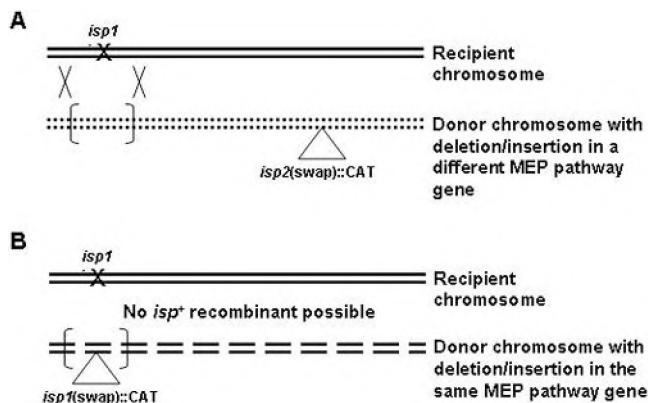 A
isp1
X
Recipient
chromosome
Donor chromosome with
deletion/insertion in a
different MEP pathway
gene
isp2(swap)::CAT
B
isp1
X
Recipient
chromosome
No isp+ recombinant possible
Donor chromosome with
deletion/insertion in the
same MEP pathway gene
isp1(swap)::CAT